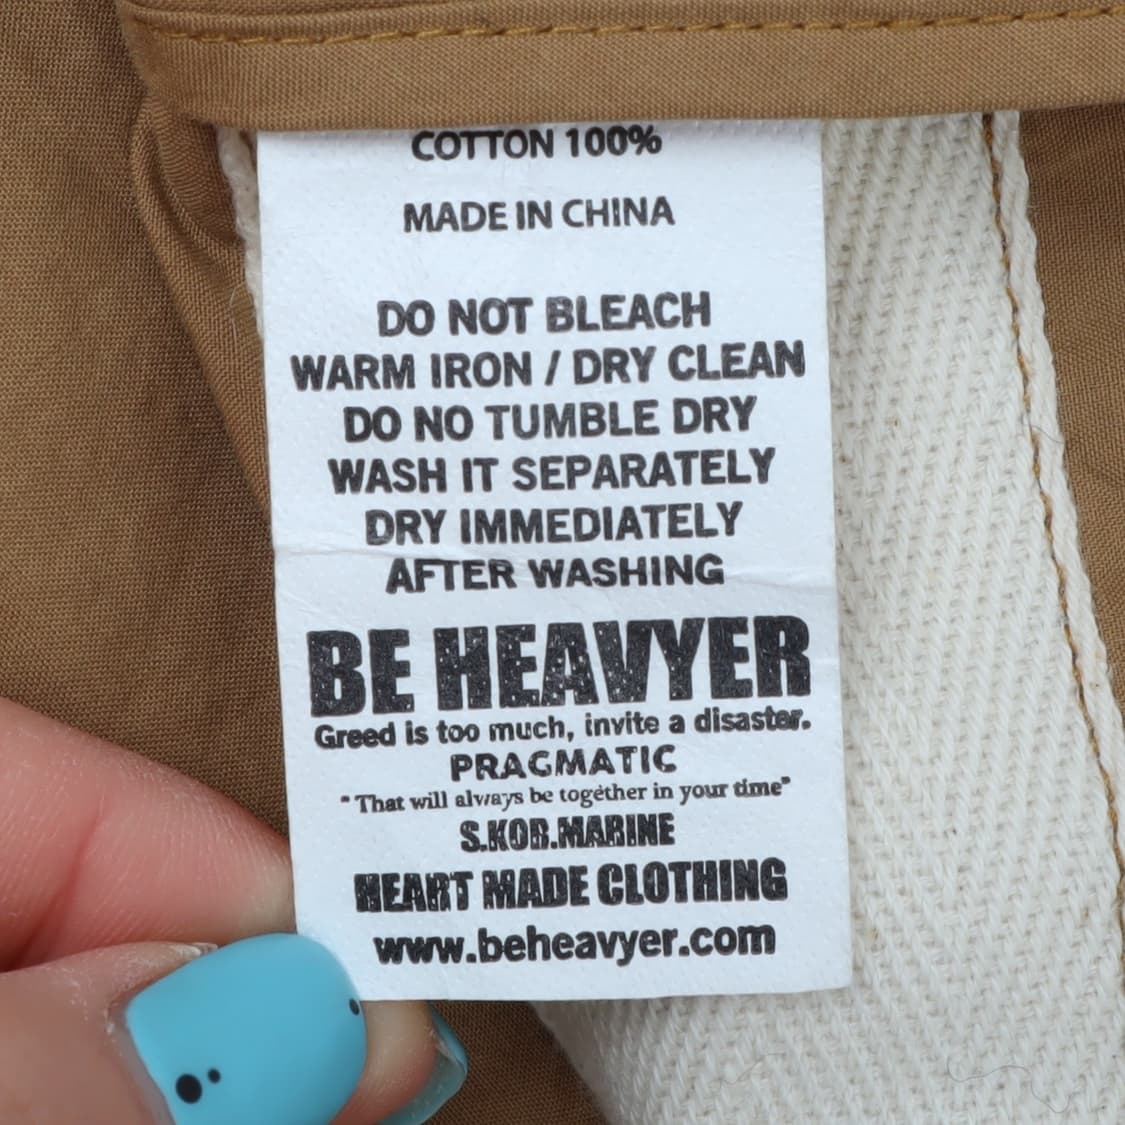 COTTON 100%
MADE IN CHINA
DO NOT BLEACH
WARM IRON / DRY CLEAN
DO NO TUMBLE DRY
WASH IT SEPARATELY
DRY IMMEDIATELY
AFTER WASHING
BE HEAVYER
Greed is too much, invite a disaster.
PRAGMATIC
"That will always be together in your time"
S.KOB.MARINE
HEART MADE CLOTHING
www.beheavyer.com